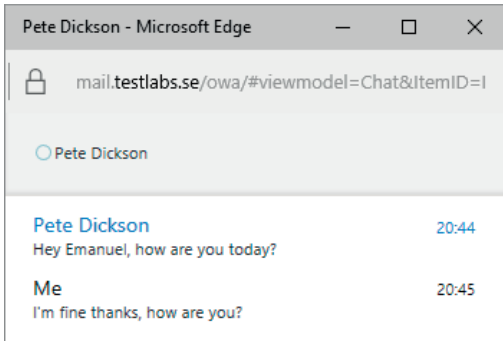 Pete Dickson - Microsoft Edge
mail.testlabs.se/owa/#viewmodel=Chat&ItemID=I
Pete Dickson
Pete Dickson 20:44
Hey Emanuel, how are you today?
Me 20:45
I'm fine thanks, how are you?